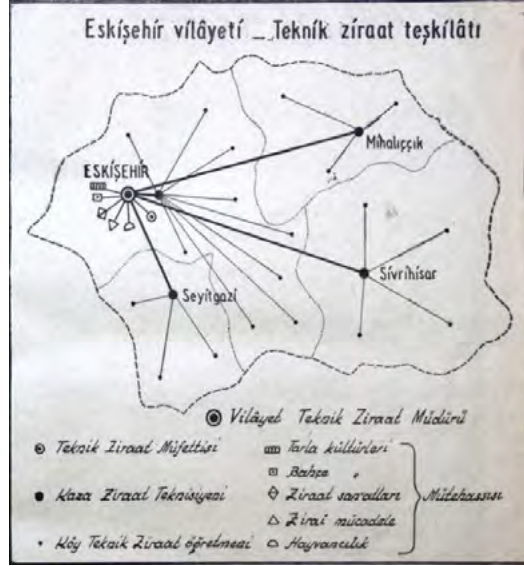 Eskişehir vilâyeti _ Teknik ziraat teşkilâtı
Mihalıççık
ESKİŞEHİR
Sivrihisar
Seyitgazi
Vilâyet Teknik Ziraat Müdürü
Teknik Ziraat Müfettişi
Tarla kültürleri
Bahçe "
Kaza Ziraat Teknisiyeni
Ziraat sanatları
Mütehassısı
Ziraî mücadele
Köy Teknik Ziraat öğretmeni
Hayvancılık